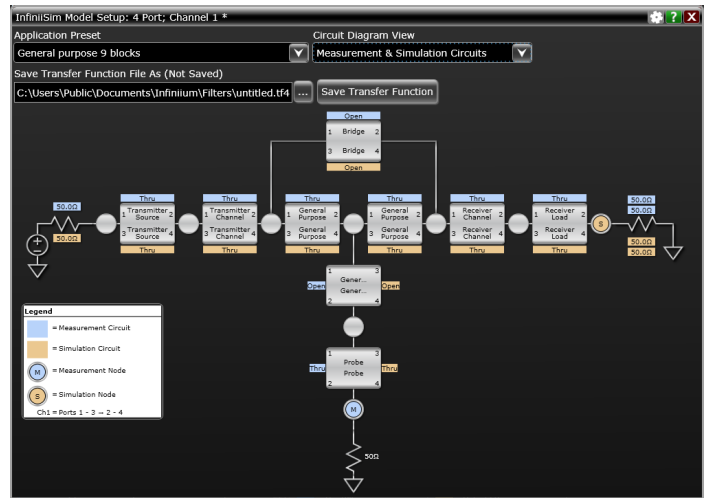 InfiniiSim Model Setup: 4 Port; Channel 1 *
?
X
Application Preset
Circuit Diagram View
General purpose 9 blocks
Measurement & Simulation Circuits
Save Transfer Function File As (Not Saved)
C:\Users\Public\Documents\Infiniium\Filters\untitled.tf4
...
Save Transfer Function
Open
1 Bridge 2
3 Bridge 4
Open
50.0Ω
50.0Ω
Thru
1 Transmitter Source 2
3 Transmitter Source 4
Thru
Thru
1 Transmitter Channel 2
3 Transmitter Channel 4
Thru
Thru
1 General Purpose 2
3 General Purpose 4
Thru
Thru
1 General Purpose 2
3 General Purpose 4
Thru
Thru
1 Receiver Channel 2
3 Receiver Channel 4
Thru
Thru
1 Receiver Load 2
3 Receiver Load 4
Thru
S
50.0Ω
50.0Ω
50.0Ω
50.0Ω
1 3
Open Gener... Open
Gener...
2 4
1 3
Thru Probe Thru
Probe
2 4
M
50Ω
Legend
= Measurement Circuit
= Simulation Circuit
M = Measurement Node
S = Simulation Node
Ch1 = Ports 1 - 3 → 2 - 4